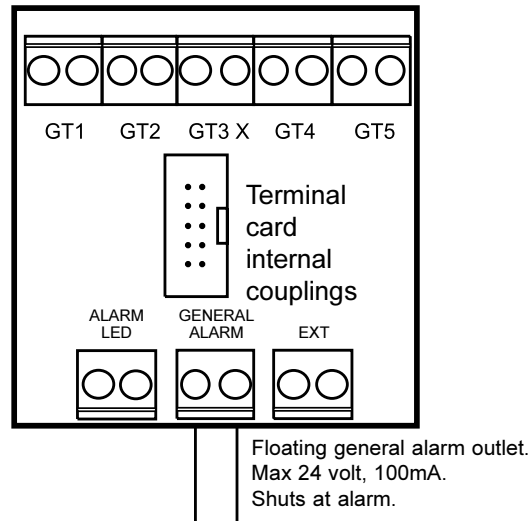 GT1 GT2 GT3 X GT4 GT5
Terminal
card
internal
couplings
ALARM
LED
GENERAL
ALARM
EXT
Floating general alarm outlet.
Max 24 volt, 100mA.
Shuts at alarm.